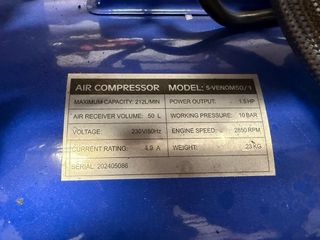 AIR COMPRESSOR MODEL: S-VENOM50/1
MAXIMUM CAPACITY: 212L/MIN POWER OUTPUT: 1.5 HP
AIR RECEIVER VOLUME: 50 L WORKING PRESSURE: 10 BAR
VOLTAGE: 230V/50Hz ENGINE SPEED: 2850 RPM
CURRENT RATING: 4.9 A WEIGHT: 23 KG
SERIAL: 202405086